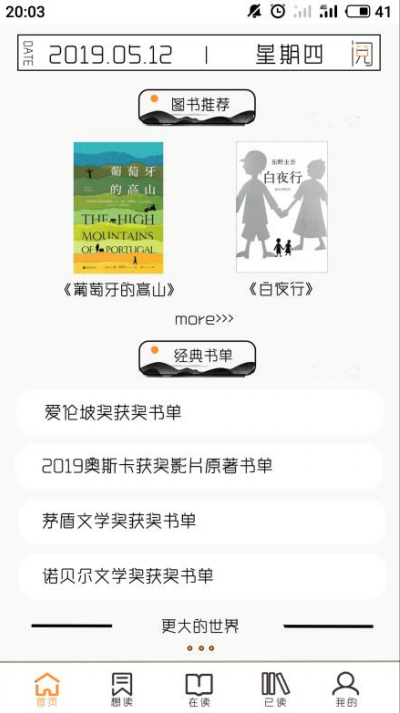 20:03
41
DATE
2019.05.12 | 星期四 阅
图书推荐
葡萄牙
的高山
THE HIGH
MOUNTAINS
OF PORTUGAL
东野圭吾
白夜行
《葡萄牙的高山》
《白夜行》
more>>>
经典书单
爱伦坡奖获奖书单
2019奥斯卡获奖影片原著书单
茅盾文学奖获奖书单
诺贝尔文学奖获奖书单
更大的世界
首页
想读
在读
已读
我的